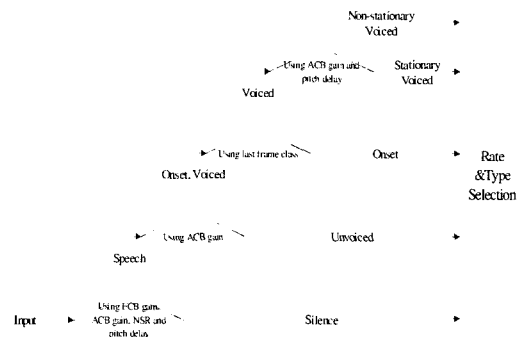 Non-stationary
Voiced
Using ACB gain and
pitch delay
Stationary
Voiced
Voiced
Using last frame class
Onset
Rate
&Type
Selection
Onset, Voiced
Using ACB gain
Unvoiced
Speech
Input
Using FCB gain,
ACB gain, NSR and
pitch delay
Silence